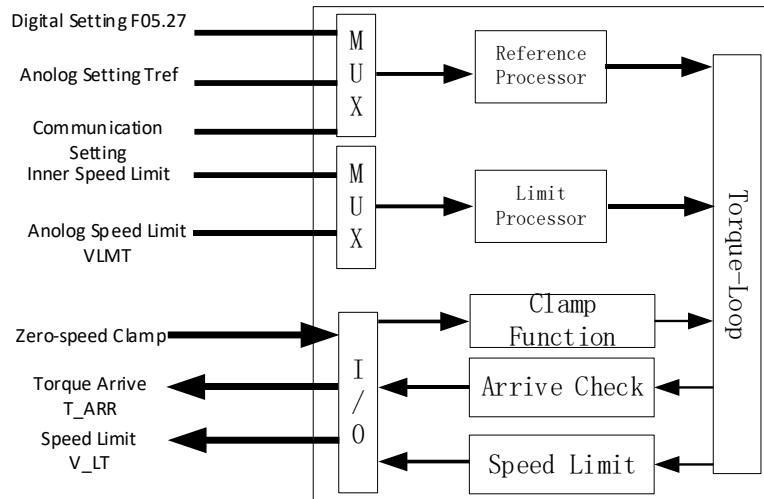 Digital Setting F05.27
Anolog Setting Tref
Communication
Setting
Inner Speed Limit
Anolog Speed Limit
VLMT
Zero-speed Clamp
Torque Arrive
T_ARR
Speed Limit
V_LT
M
U
X
M
U
X
I
/
O
Reference
Processor
Limit
Processor
Clamp
Function
Arrive Check
Speed Limit
Torque-Loop